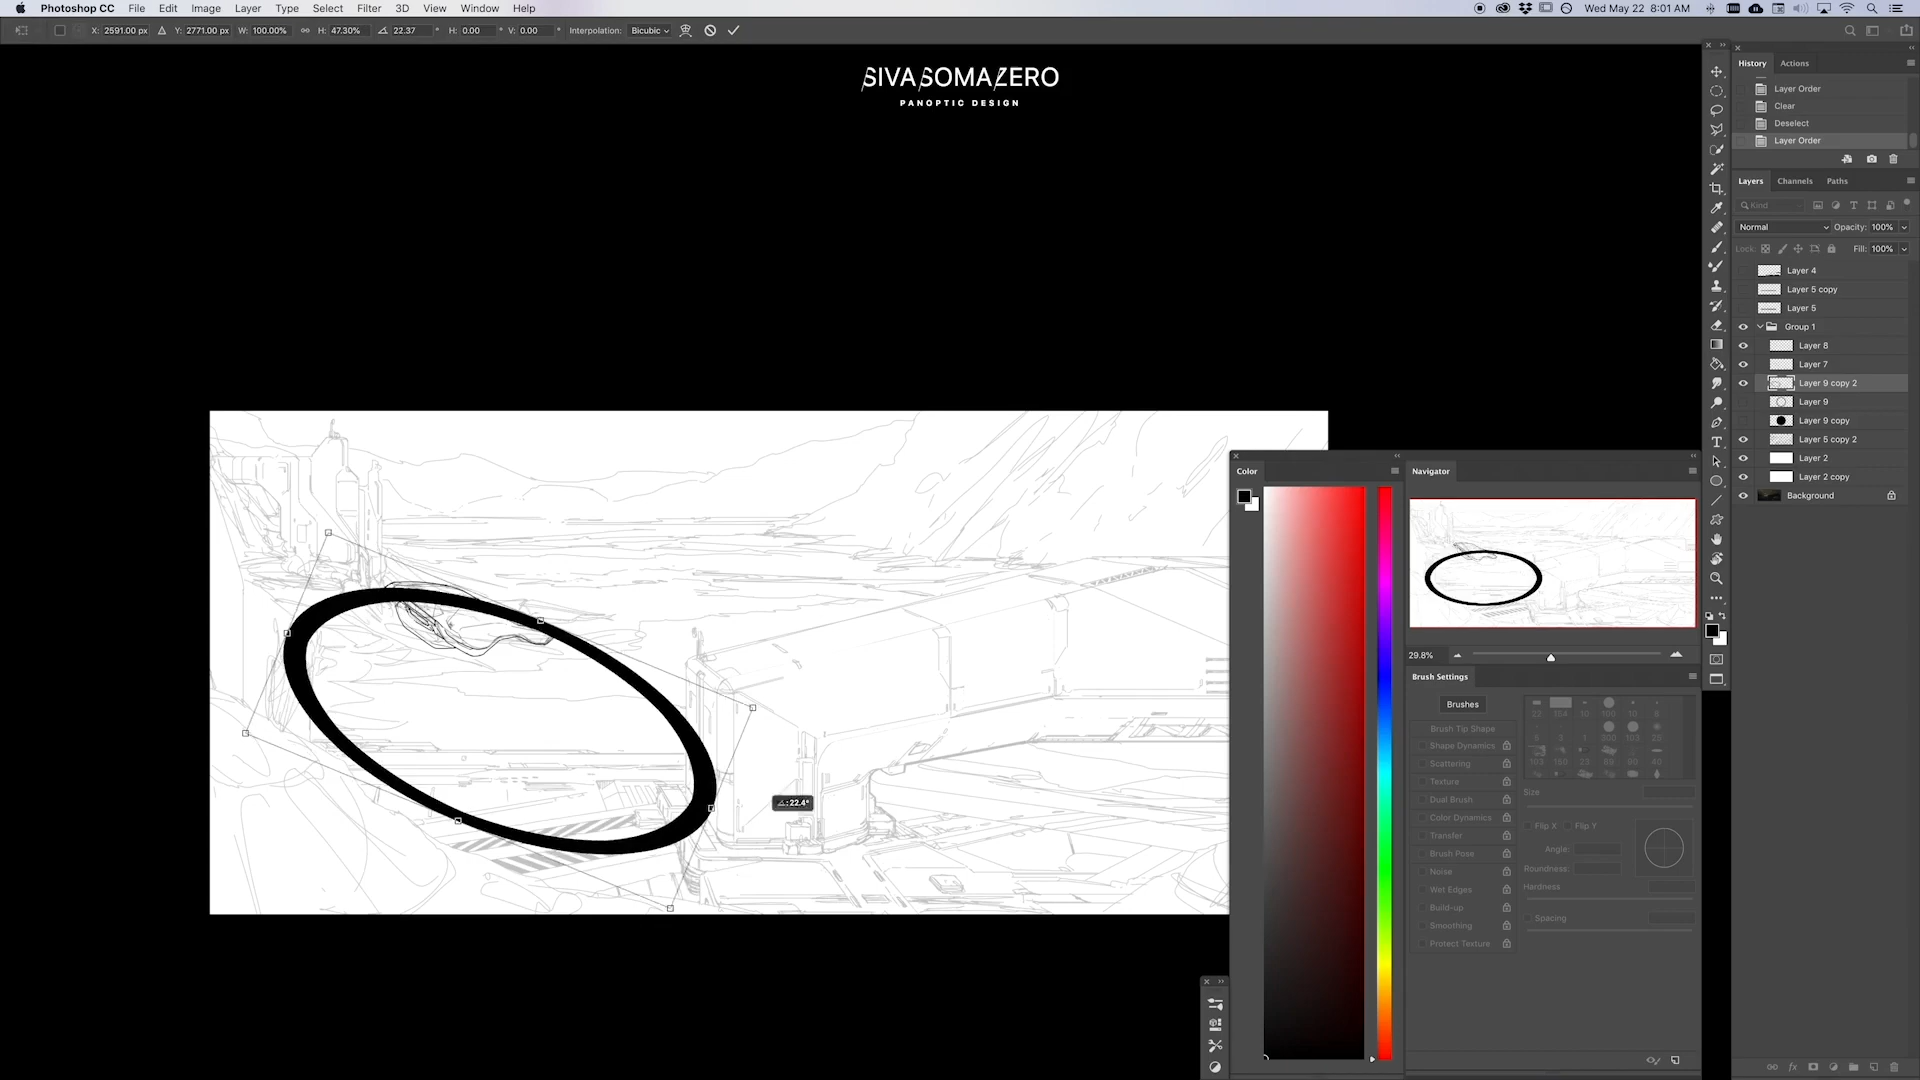 Photoshop CC File Edit Image Layer Type Select Filter 3D View Window Help Wed May 22 8:01 AM
X: 2591.00 px Y: 2771.00 px W: 100.00% H: 47.30% 22.37 ° H: 0.00 ° V: 0.00 ° Interpolation: Bicubic
SIVA SOMAZERO
PANOPTIC DESIGN
History Actions
Layer Order
Clear
Deselect
Layer Order
Layers Channels Paths
Kind
Normal Opacity: 100%
Lock: Fill: 100%
Layer 4
Layer 5 copy
Layer 5
Group 1
Layer 8
Layer 7
Layer 9 copy 2
Layer 9
Layer 9 copy
Layer 5 copy 2
Layer 2
Layer 2 copy
Background
Color
Navigator
29.8%
Brush Settings
Brushes
Brush Tip Shape
Shape Dynamics
Scattering
Texture
Dual Brush
Color Dynamics
Transfer
Brush Pose
Noise
Wet Edges
Build-up
Smoothing
Protect Texture
Size
Flip X Flip Y
Angle:
Roundness:
Hardness
Spacing
: 22.4°